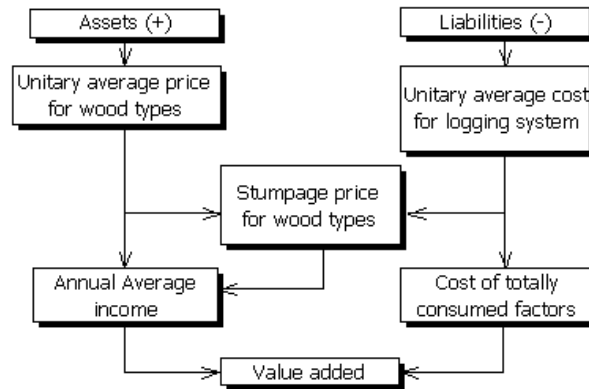 Assets (+)
Liabilities (-)
Unitary average price
for wood types
Unitary average cost
for logging system
Stumpage price
for wood types
Annual Average
income
Cost of totally
consumed factors
Value added